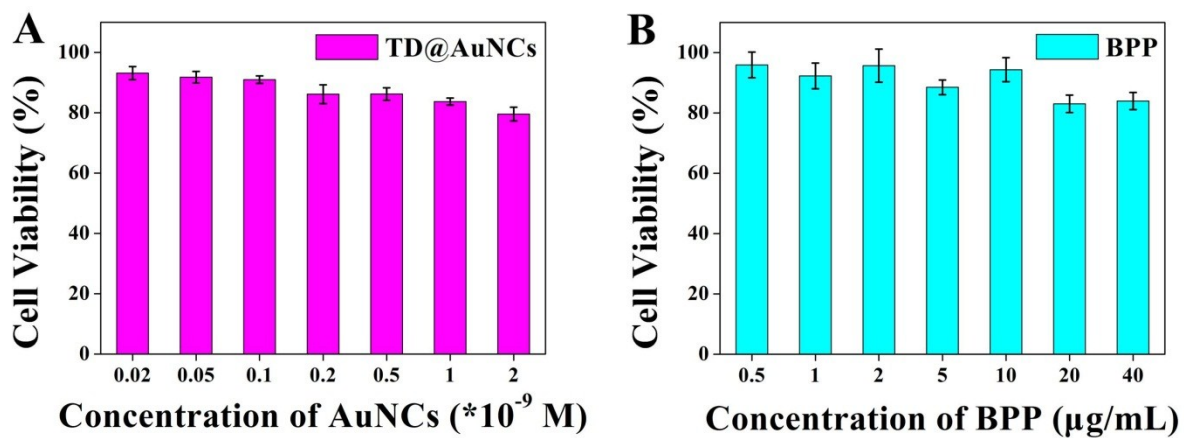 A
TD@AuNCs
Cell Viability (%)
100
80
60
40
20
0
0.02 0.05 0.1 0.2 0.5 1 2
Concentration of AuNCs (*10⁻⁹ M)
B
BPP
Cell Viability (%)
100
80
60
40
20
0
0.5 1 2 5 10 20 40
Concentration of BPP (µg/mL)